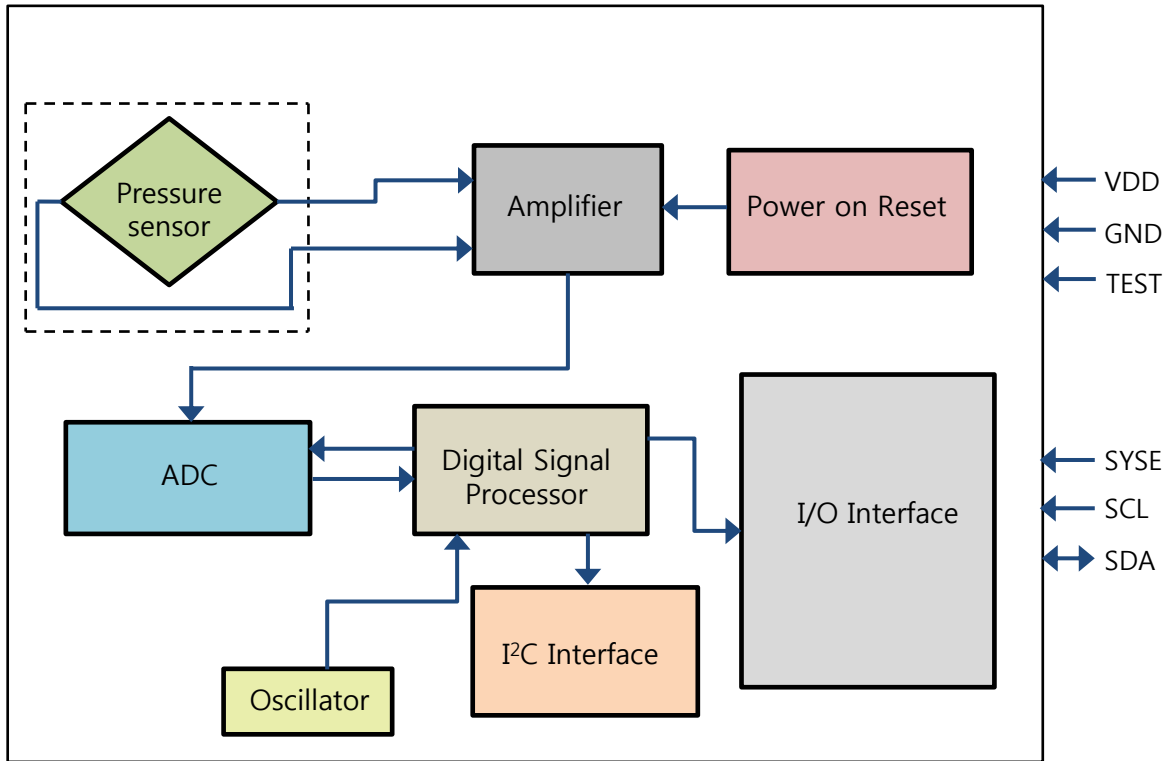 Pressure
sensor
Amplifier
Power on Reset
VDD
GND
TEST
ADC
Digital Signal
Processor
I/O Interface
SYSE
SCL
SDA
I²C Interface
Oscillator